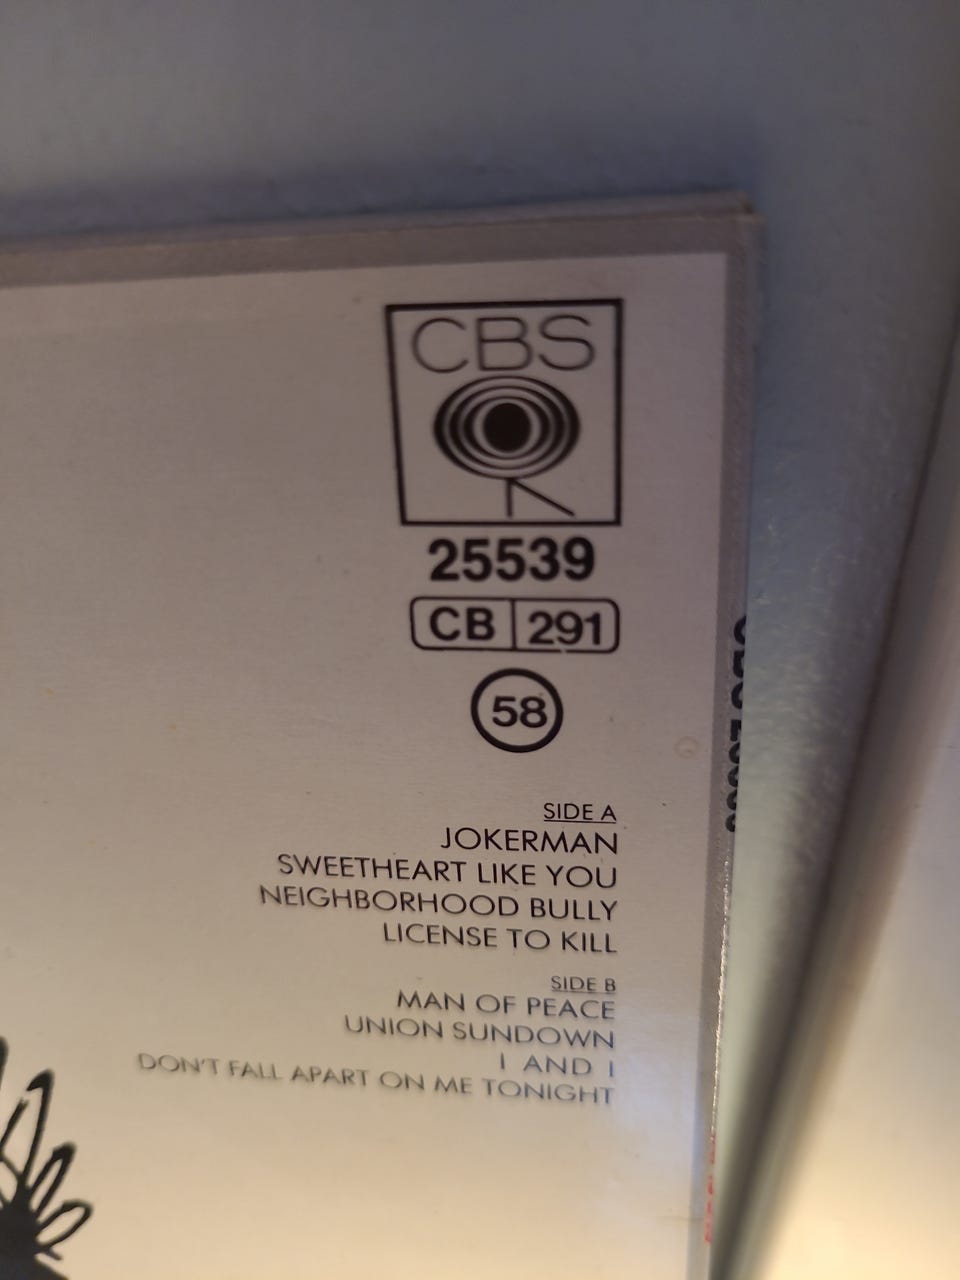 CBS
25539
CB 291
58
SIDE A
JOKERMAN
SWEETHEART LIKE YOU
NEIGHBORHOOD BULLY
LICENSE TO KILL
SIDE B
MAN OF PEACE
UNION SUNDOWN
I AND I
DON'T FALL APART ON ME TONIGHT